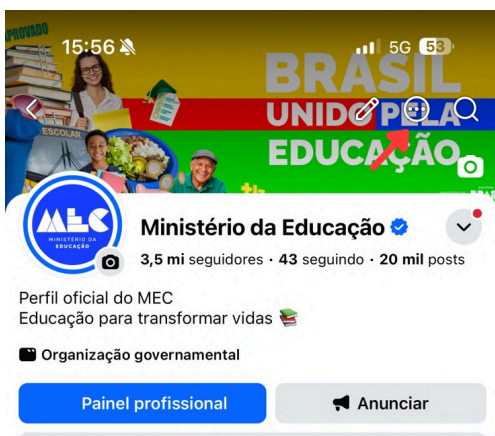 APROVADO
15:56
5G 53
BRASIL
UNIDO PELA
EDUCAÇÃO
ESCOLAR
MEC
MINISTÉRIO DA
EDUCAÇÃO
Ministério da Educação
3,5 mi seguidores · 43 seguindo · 20 mil posts
Perfil oficial do MEC
Educação para transformar vidas
Organização governamental
Painel profissional
Anunciar